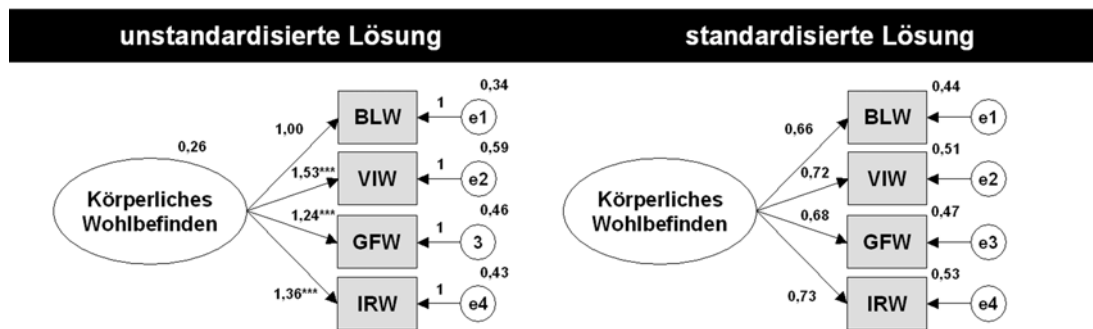 unstandardisierte Lösung
standardisierte Lösung
0,26
Körperliches
Wohlbefinden
1,00
1,53***
1,24***
1,36***
BLW
1
0,34
e1
VIW
1
0,59
e2
GFW
1
0,46
3
IRW
1
0,43
e4
Körperliches
Wohlbefinden
0,66
0,72
0,68
0,73
BLW
0,44
e1
VIW
0,51
e2
GFW
0,47
e3
IRW
0,53
e4